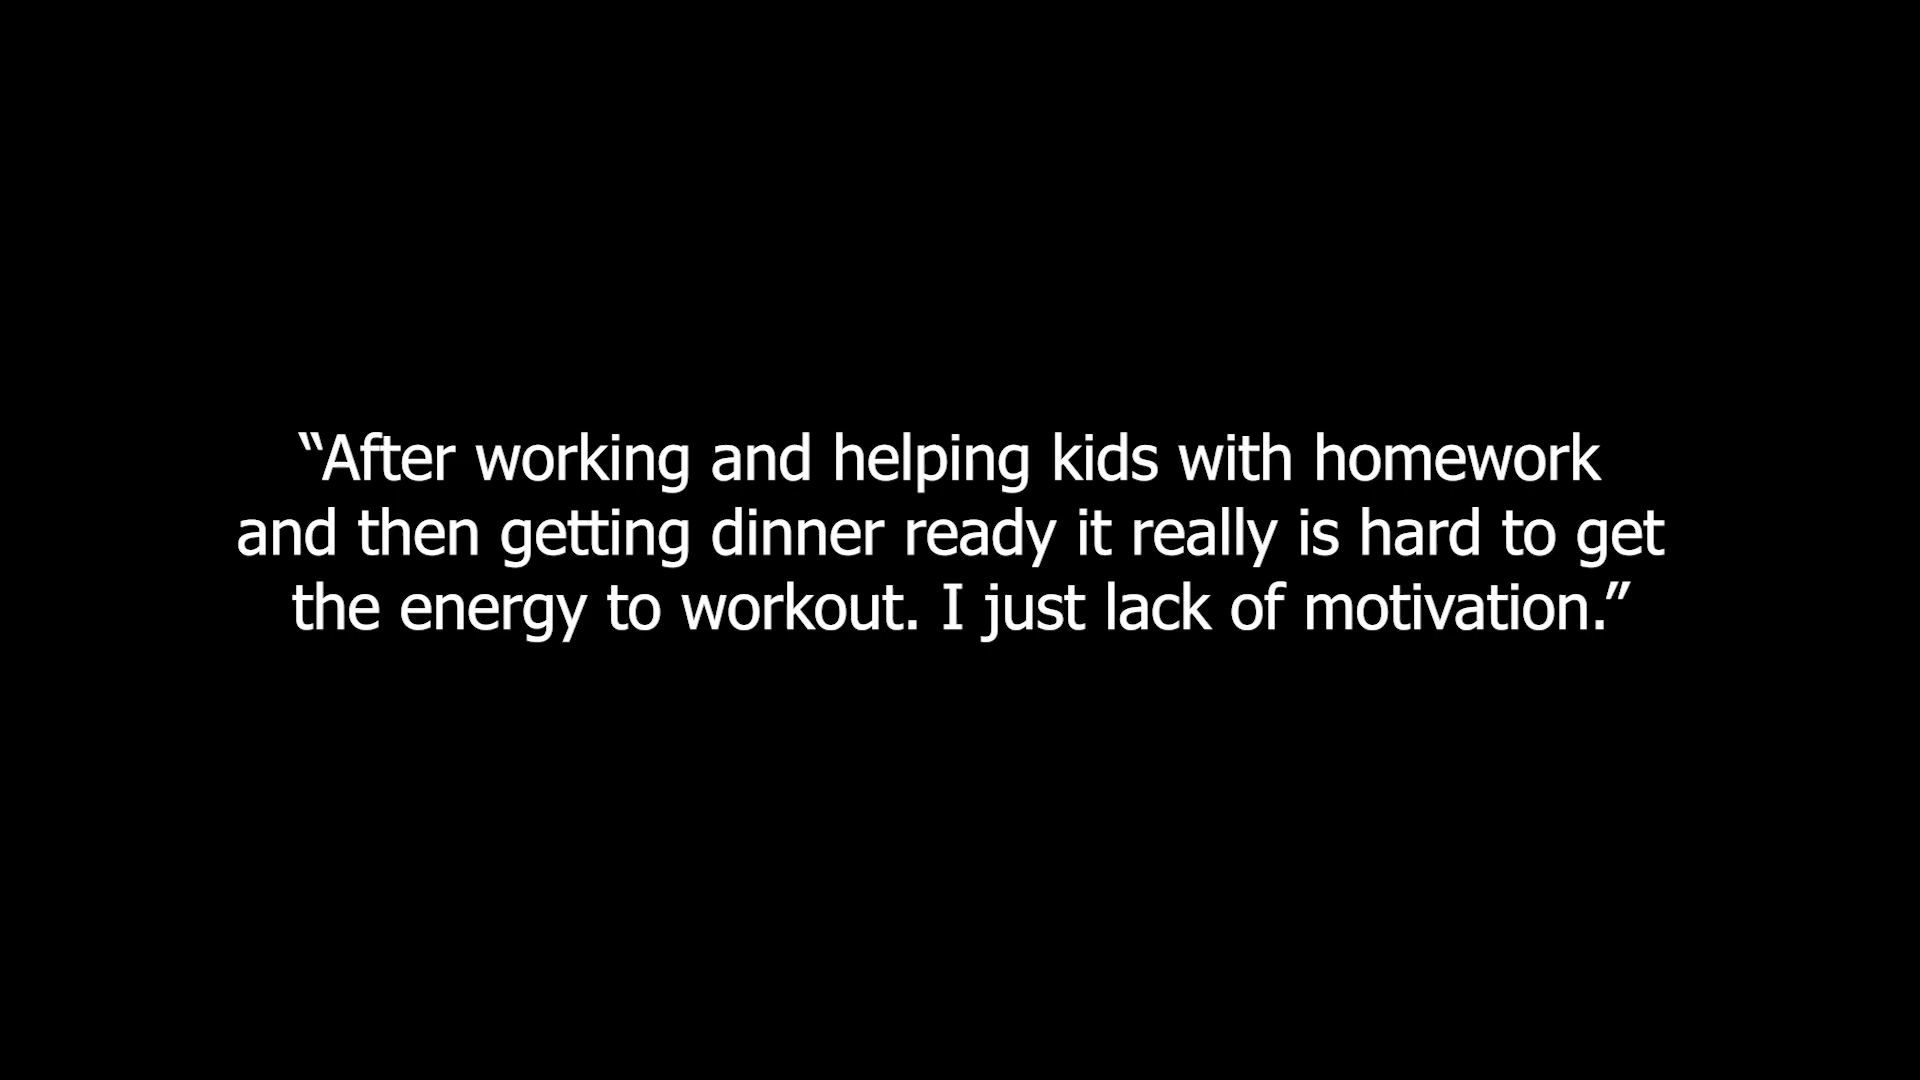 “After working and helping kids with homework
and then getting dinner ready it really is hard to get
the energy to workout. I just lack of motivation.”